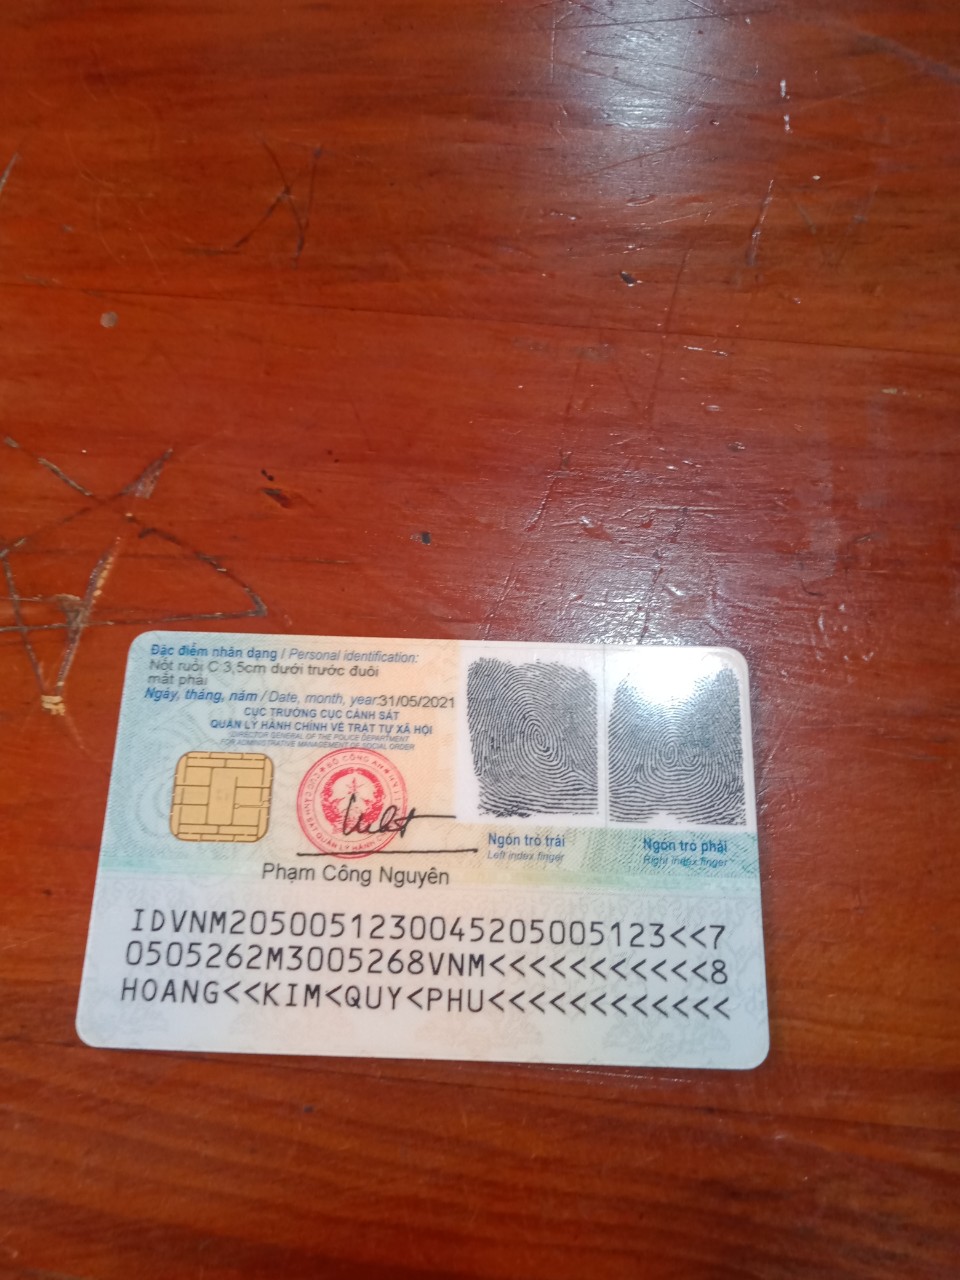 Đặc điểm nhân dạng / Personal identification:
Nốt ruồi C 3,5cm dưới trước đuôi
mắt phải
Ngày, tháng, năm / Date, month, year: 31/05/2021
CỤC TRƯỞNG CỤC CẢNH SÁT
QUẢN LÝ HÀNH CHÍNH VỀ TRẬT TỰ XÃ HỘI
DIRECTOR GENERAL OF THE POLICE DEPARTMENT
FOR ADMINISTRATIVE MANAGEMENT OF SOCIAL ORDER
BỘ CÔNG AN
Phạm Công Nguyên
Ngón trỏ trái
Left index finger
Ngón trỏ phải
Right index finger
IDVNM2050051230045205005123<<7
0505262M3005268VNM<<<<<<<<<<<8
HOANG<<KIM<QUY<PHU<<<<<<<<<<<<